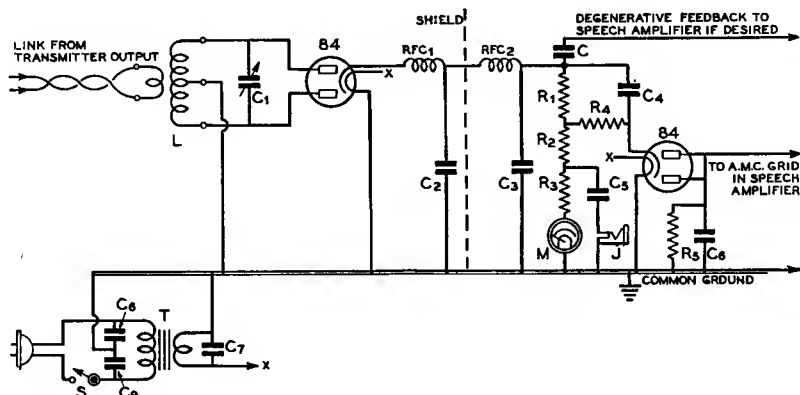 SHIELD
DEGENERATIVE FEEDBACK TO
SPEECH AMPLIFIER IF DESIRED
LINK FROM
TRANSMITTER OUTPUT
84
RFC1
RFC2
C
X
C1
L
R1
R4
C4
R2
84
X
TO A.M.C. GRID
IN SPEECH
AMPLIFIER
C2
C3
R3
C5
M
J
R5
C6
COMMON GROUND
C6
T
C7
S
X